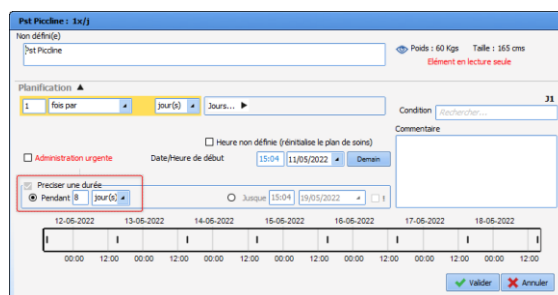 Pst Piccline : 1x/j
Non défini(e)
Pst Piccline
Poids : 60 Kgs Taille : 165 cms
Elément en lecture seule
Planification
1 fois par jour(s) Jours...
J1
Condition Rechercher...
Commentaire
Heure non définie (réinitialise le plan de soins)
Administration urgente Date/Heure de début 15:04 11/05/2022 Demain
Preciser une durée
Pendant 8 jour(s) Jusque 15:04 19/05/2022
12-05-2022 13-05-2022 14-05-2022 15-05-2022 16-05-2022 17-05-2022 18-05-2022
00:00 12:00 00:00 12:00 00:00 12:00 00:00 12:00 00:00 12:00 00:00 12:00 00:00 12:00
Valider Annuler